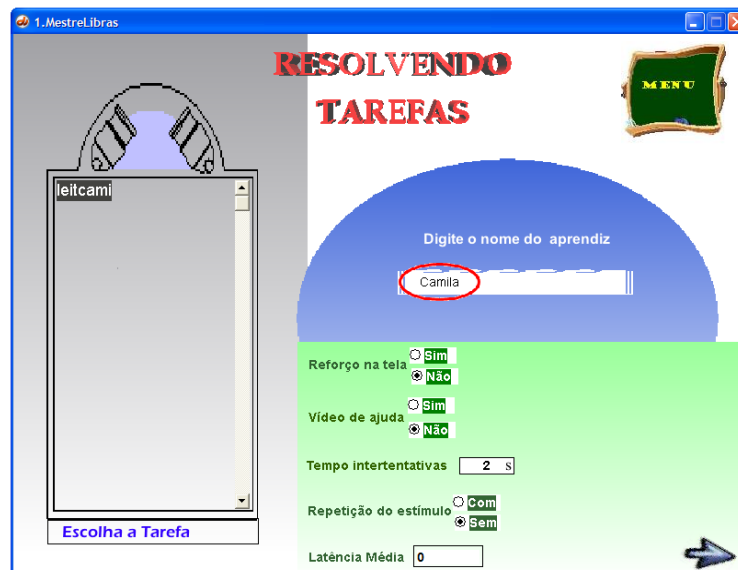 1.MestreLibras
RESOLVENDO
TAREFAS
MENU
leitcami
Escolha a Tarefa
Digite o nome do aprendiz
Camila
Reforço na tela
Sim
Não
Vídeo de ajuda
Sim
Não
Tempo intertentativas 2 s
Repetição do estímulo
Com
Sem
Latência Média 0